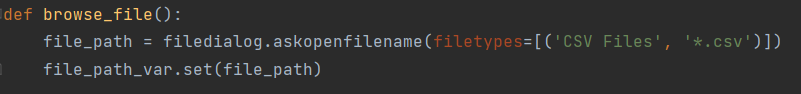 def browse_file():
    file_path = filedialog.askopenfilename(filetypes=[('CSV Files', '*.csv')])
    file_path_var.set(file_path)